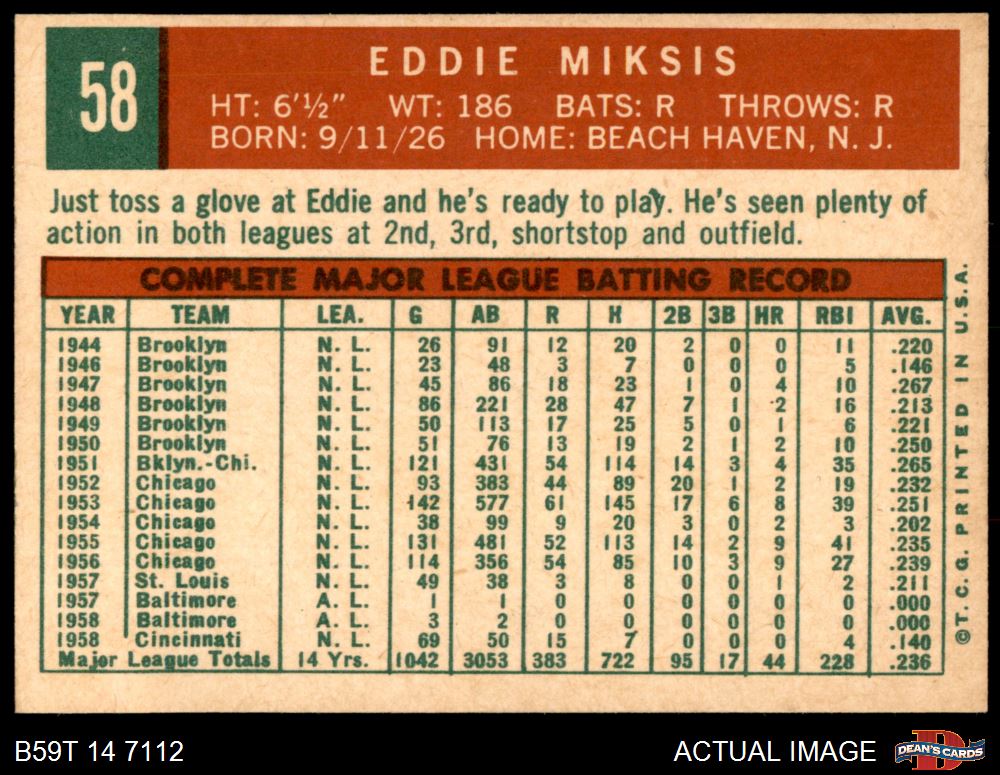 58
EDDIE MIKSIS
HT: 6'½" WT: 186 BATS: R THROWS: R
BORN: 9/11/26 HOME: BEACH HAVEN, N. J.
Just toss a glove at Eddie and he's ready to play. He's seen plenty of
action in both leagues at 2nd, 3rd, shortstop and outfield.
COMPLETE MAJOR LEAGUE BATTING RECORD
YEAR TEAM LEA. G AB R H 2B 3B HR RBI AVG.
1944 Brooklyn N. L. 26 91 12 20 2 0 0 11 .220
1946 Brooklyn N. L. 23 48 3 7 0 0 0 5 .146
1947 Brooklyn N. L. 45 86 18 23 1 0 4 10 .267
1948 Brooklyn N. L. 86 221 28 47 7 1 2 16 .213
1949 Brooklyn N. L. 50 113 17 25 5 0 1 6 .221
1950 Brooklyn N. L. 51 76 13 19 2 1 2 10 .250
1951 Bklyn.-Chi. N. L. 121 431 54 114 14 3 4 35 .265
1952 Chicago N. L. 93 383 44 89 20 1 2 19 .232
1953 Chicago N. L. 142 577 61 145 17 6 8 39 .251
1954 Chicago N. L. 38 99 9 20 3 0 2 3 .202
1955 Chicago N. L. 131 481 52 113 14 2 9 41 .235
1956 Chicago N. L. 114 356 54 85 10 3 9 27 .239
1957 St. Louis N. L. 49 38 3 8 0 0 1 2 .211
1957 Baltimore A. L. 1 1 0 0 0 0 0 0 .000
1958 Baltimore A. L. 3 2 0 0 0 0 0 0 .000
1958 Cincinnati N. L. 69 50 15 7 0 0 0 4 .140
Major League Totals 14 Yrs. 1042 3053 383 722 95 17 44 228 .236
©T. C. G. PRINTED IN U.S.A.
B59T 14 7112
ACTUAL IMAGE
DEAN'S CARDS